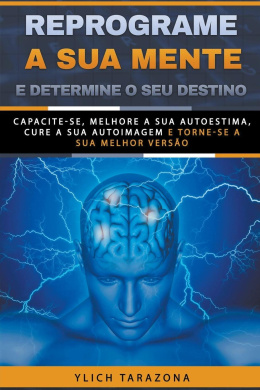 REPROGRAME
A SUA MENTE
E DETERMINE O SEU DESTINO
CAPACITE-SE, MELHORE A SUA AUTOESTIMA,
CURE A SUA AUTOIMAGEM E TORNE-SE A
SUA MELHOR VERSÃO
YLICH TARAZONA